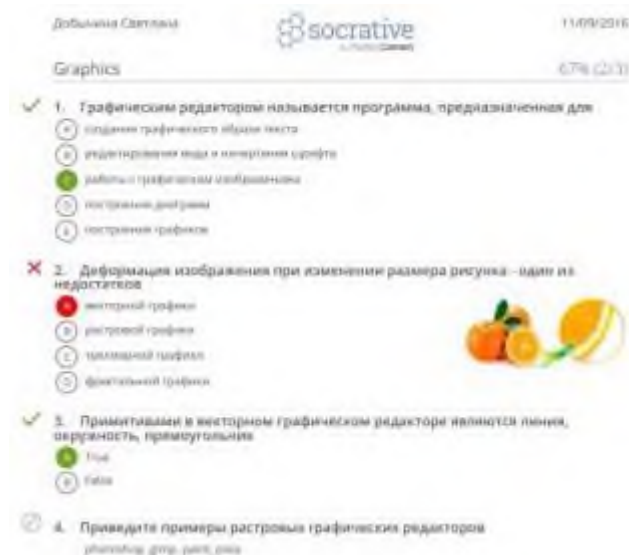 Добычина Светлана
socrative
11/09/2016
Graphics
67% (2/3)
1. Графическим редактором называется программа, предназначенная для
A создания графического образа текста
B редактирования вида и начертания шрифта
C работы с графическим изображением
D построения диаграмм
E построения графиков
2. Деформация изображения при изменении размера рисунка - один из
недостатков
A векторной графики
B растровой графики
C трехмерной графики
D фрактальной графики
3. Примитивами в векторном графическом редакторе являются линия,
окружность, прямоугольник
A True
B False
4. Приведите примеры растровых графических редакторов
photoshop, gimp, paint,